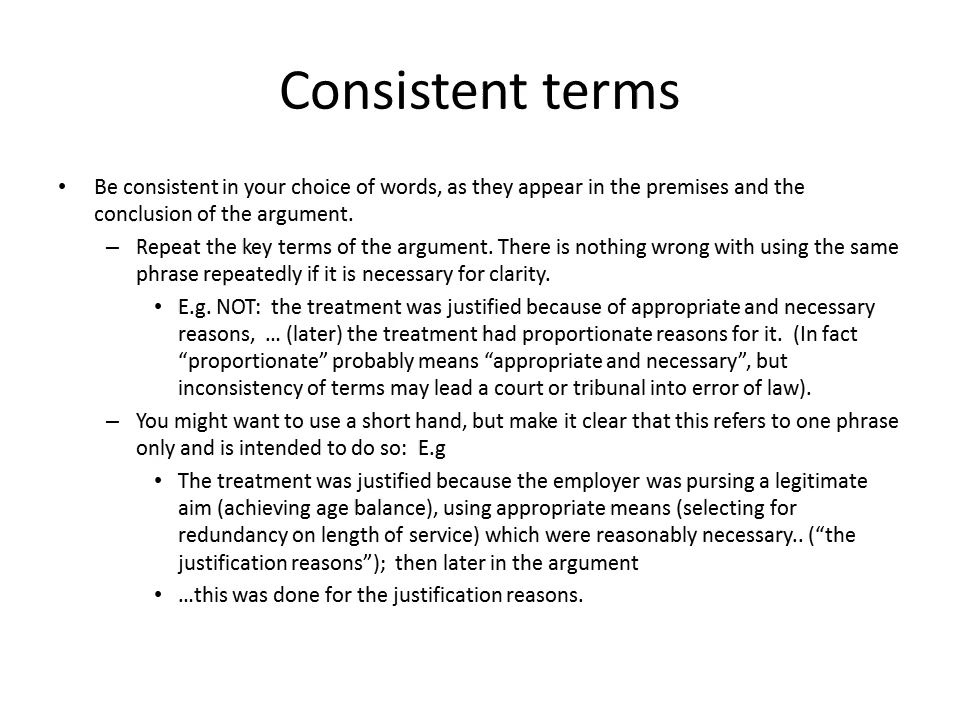 Consistent terms
• Be consistent in your choice of words, as they appear in the premises and the
conclusion of the argument.
– Repeat the key terms of the argument. There is nothing wrong with using the same
phrase repeatedly if it is necessary for clarity.
• E.g. NOT:  the treatment was justified because of appropriate and necessary
reasons,  … (later) the treatment had proportionate reasons for it.  (In fact
“proportionate” probably means “appropriate and necessary”, but
inconsistency of terms may lead a court or tribunal into error of law).
– You might want to use a short hand, but make it clear that this refers to one phrase
only and is intended to do so:  E.g
• The treatment was justified because the employer was pursing a legitimate
aim (achieving age balance), using appropriate means (selecting for
redundancy on length of service) which were reasonably necessary.. (“the
justification reasons”);  then later in the argument
• …this was done for the justification reasons.